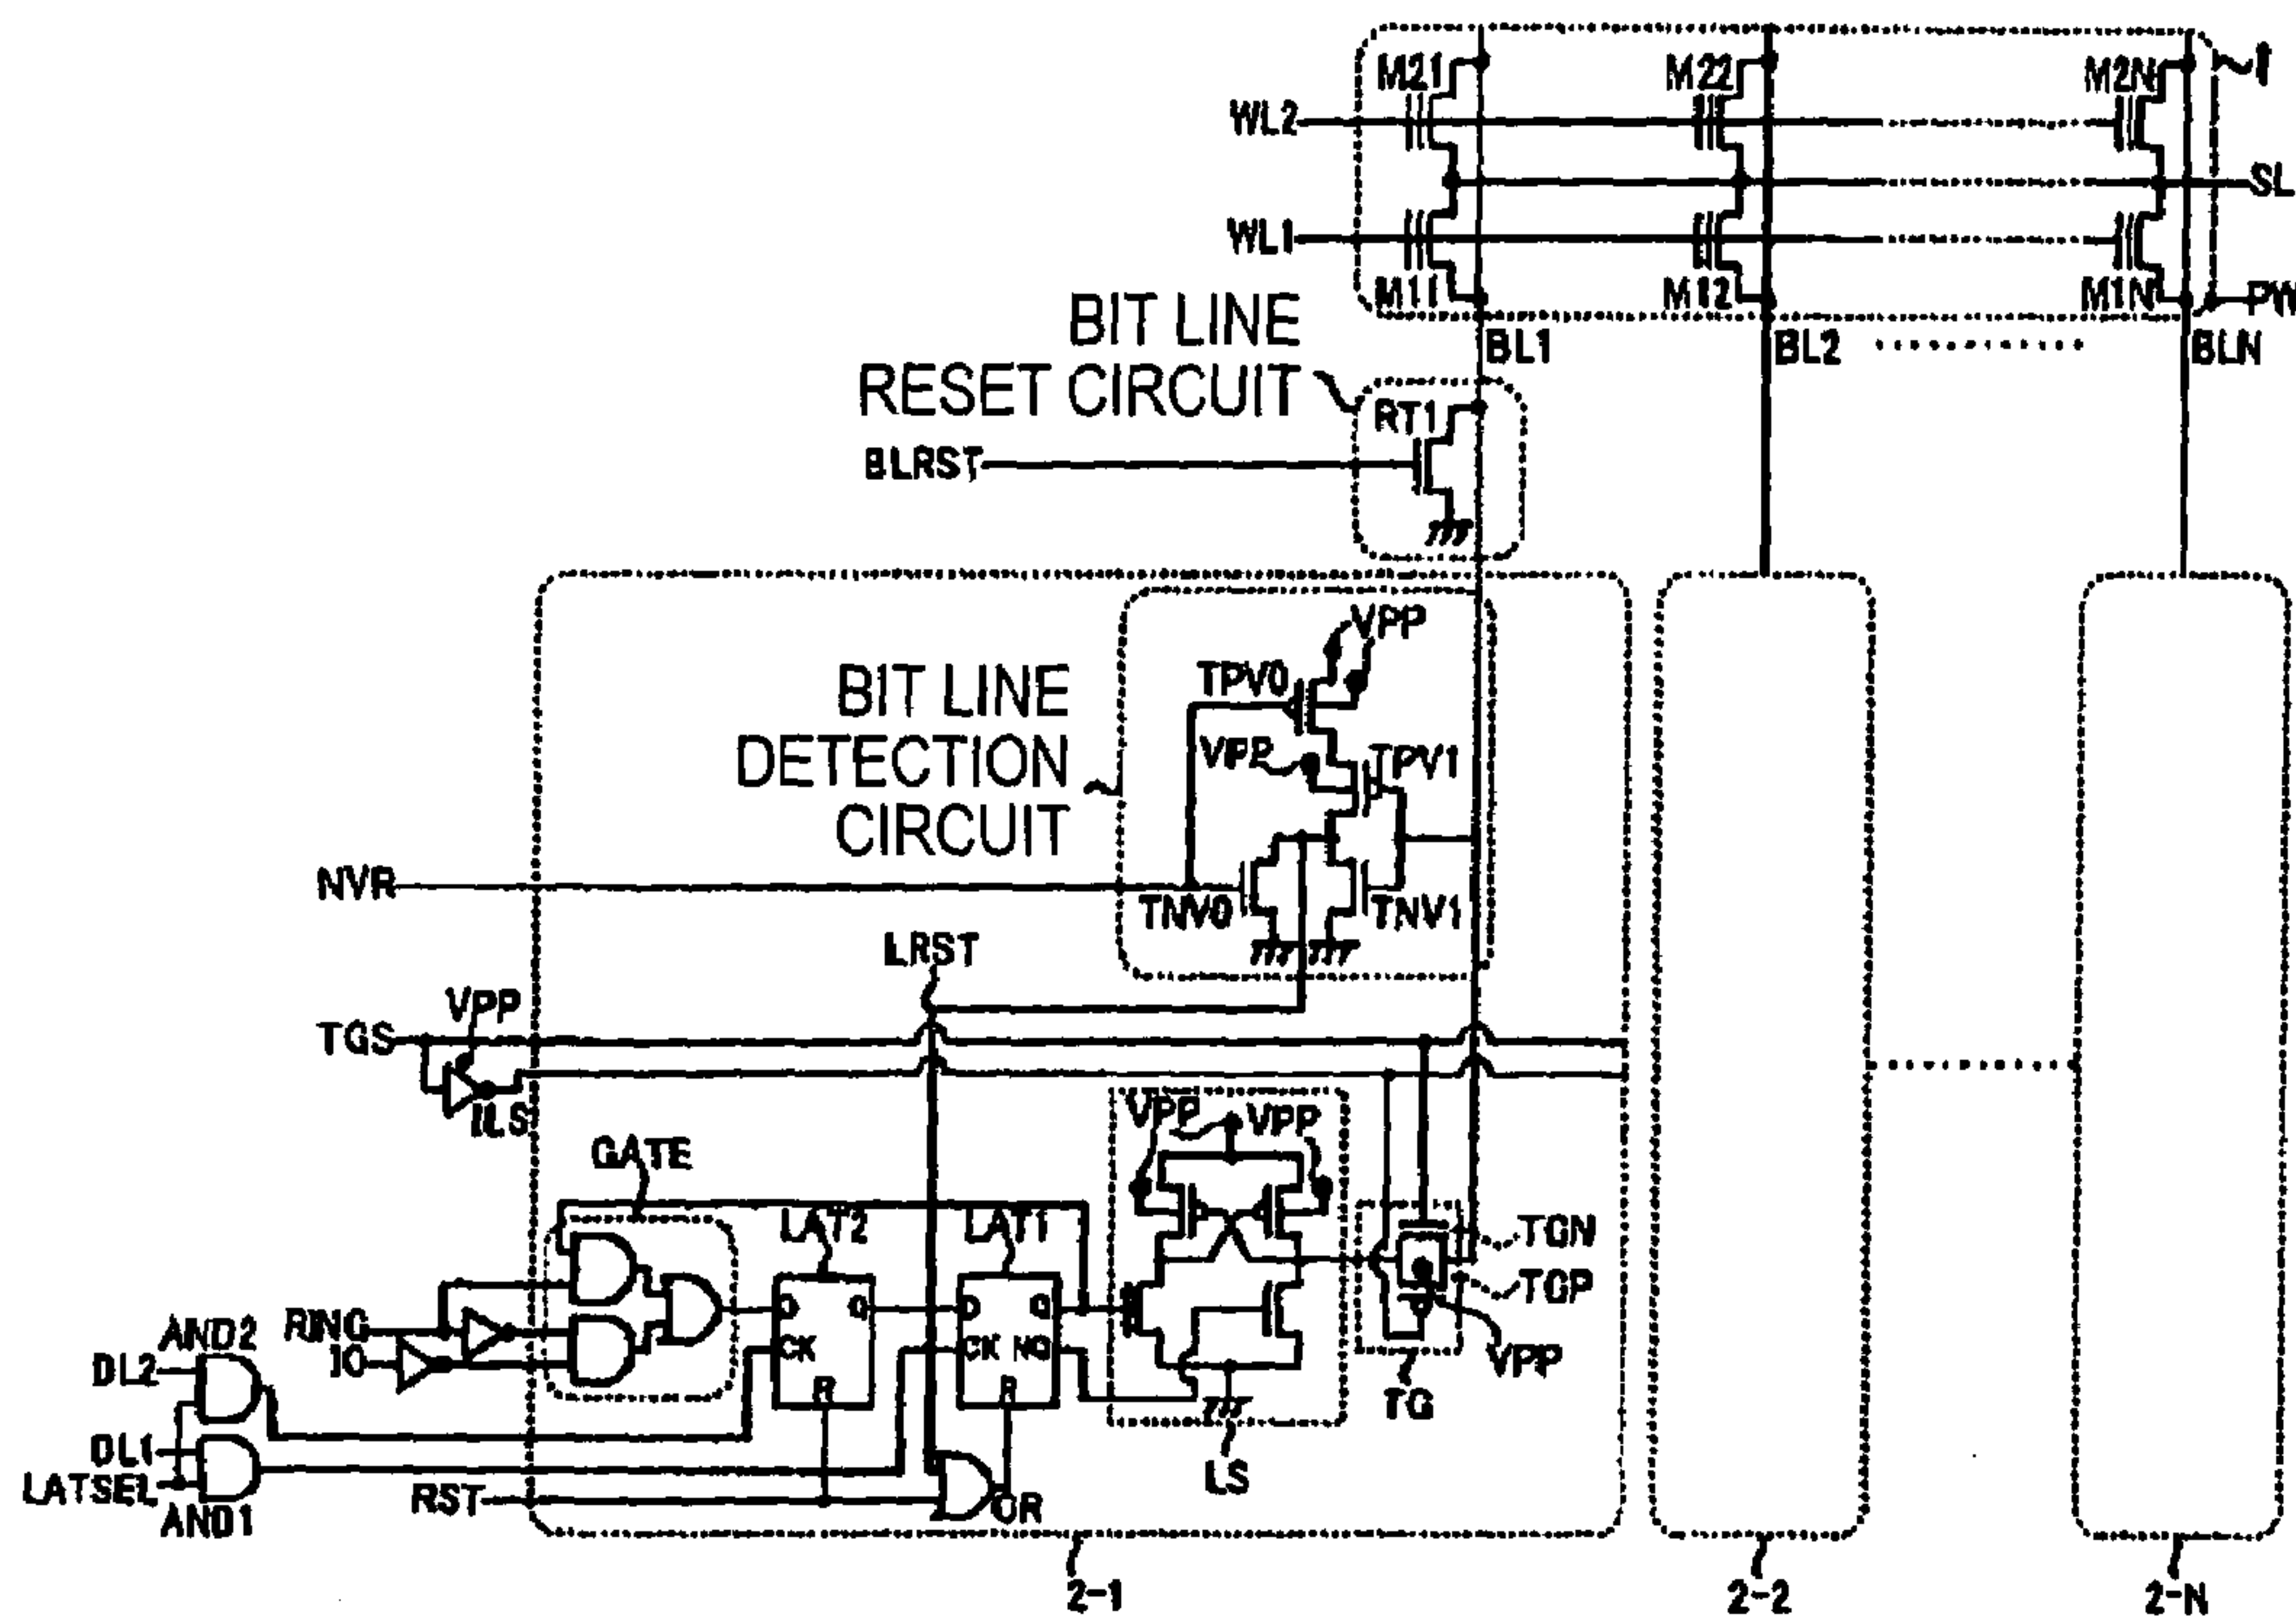 M21 M22 M2N 1
WL2
SL
WL1
M11 M12 M1N PW
BL1 BL2 BLN
BIT LINE
RESET CIRCUIT
RT1
BLRST
VPP
TPV0
BIT LINE
DETECTION
CIRCUIT
VPP TPV1
NVR
TNV0 TNV1
LRST
VPP
TGS
ILS
VPP VPP
GATE
LAT2 LAT1
TGN
TGP
D Q D Q
RING
CK CK NQ
VPP
AND2
IO
DL2
R R
TG
DL1
LATSEL
LS
RST
OR
AND1
2-1 2-2 2-N